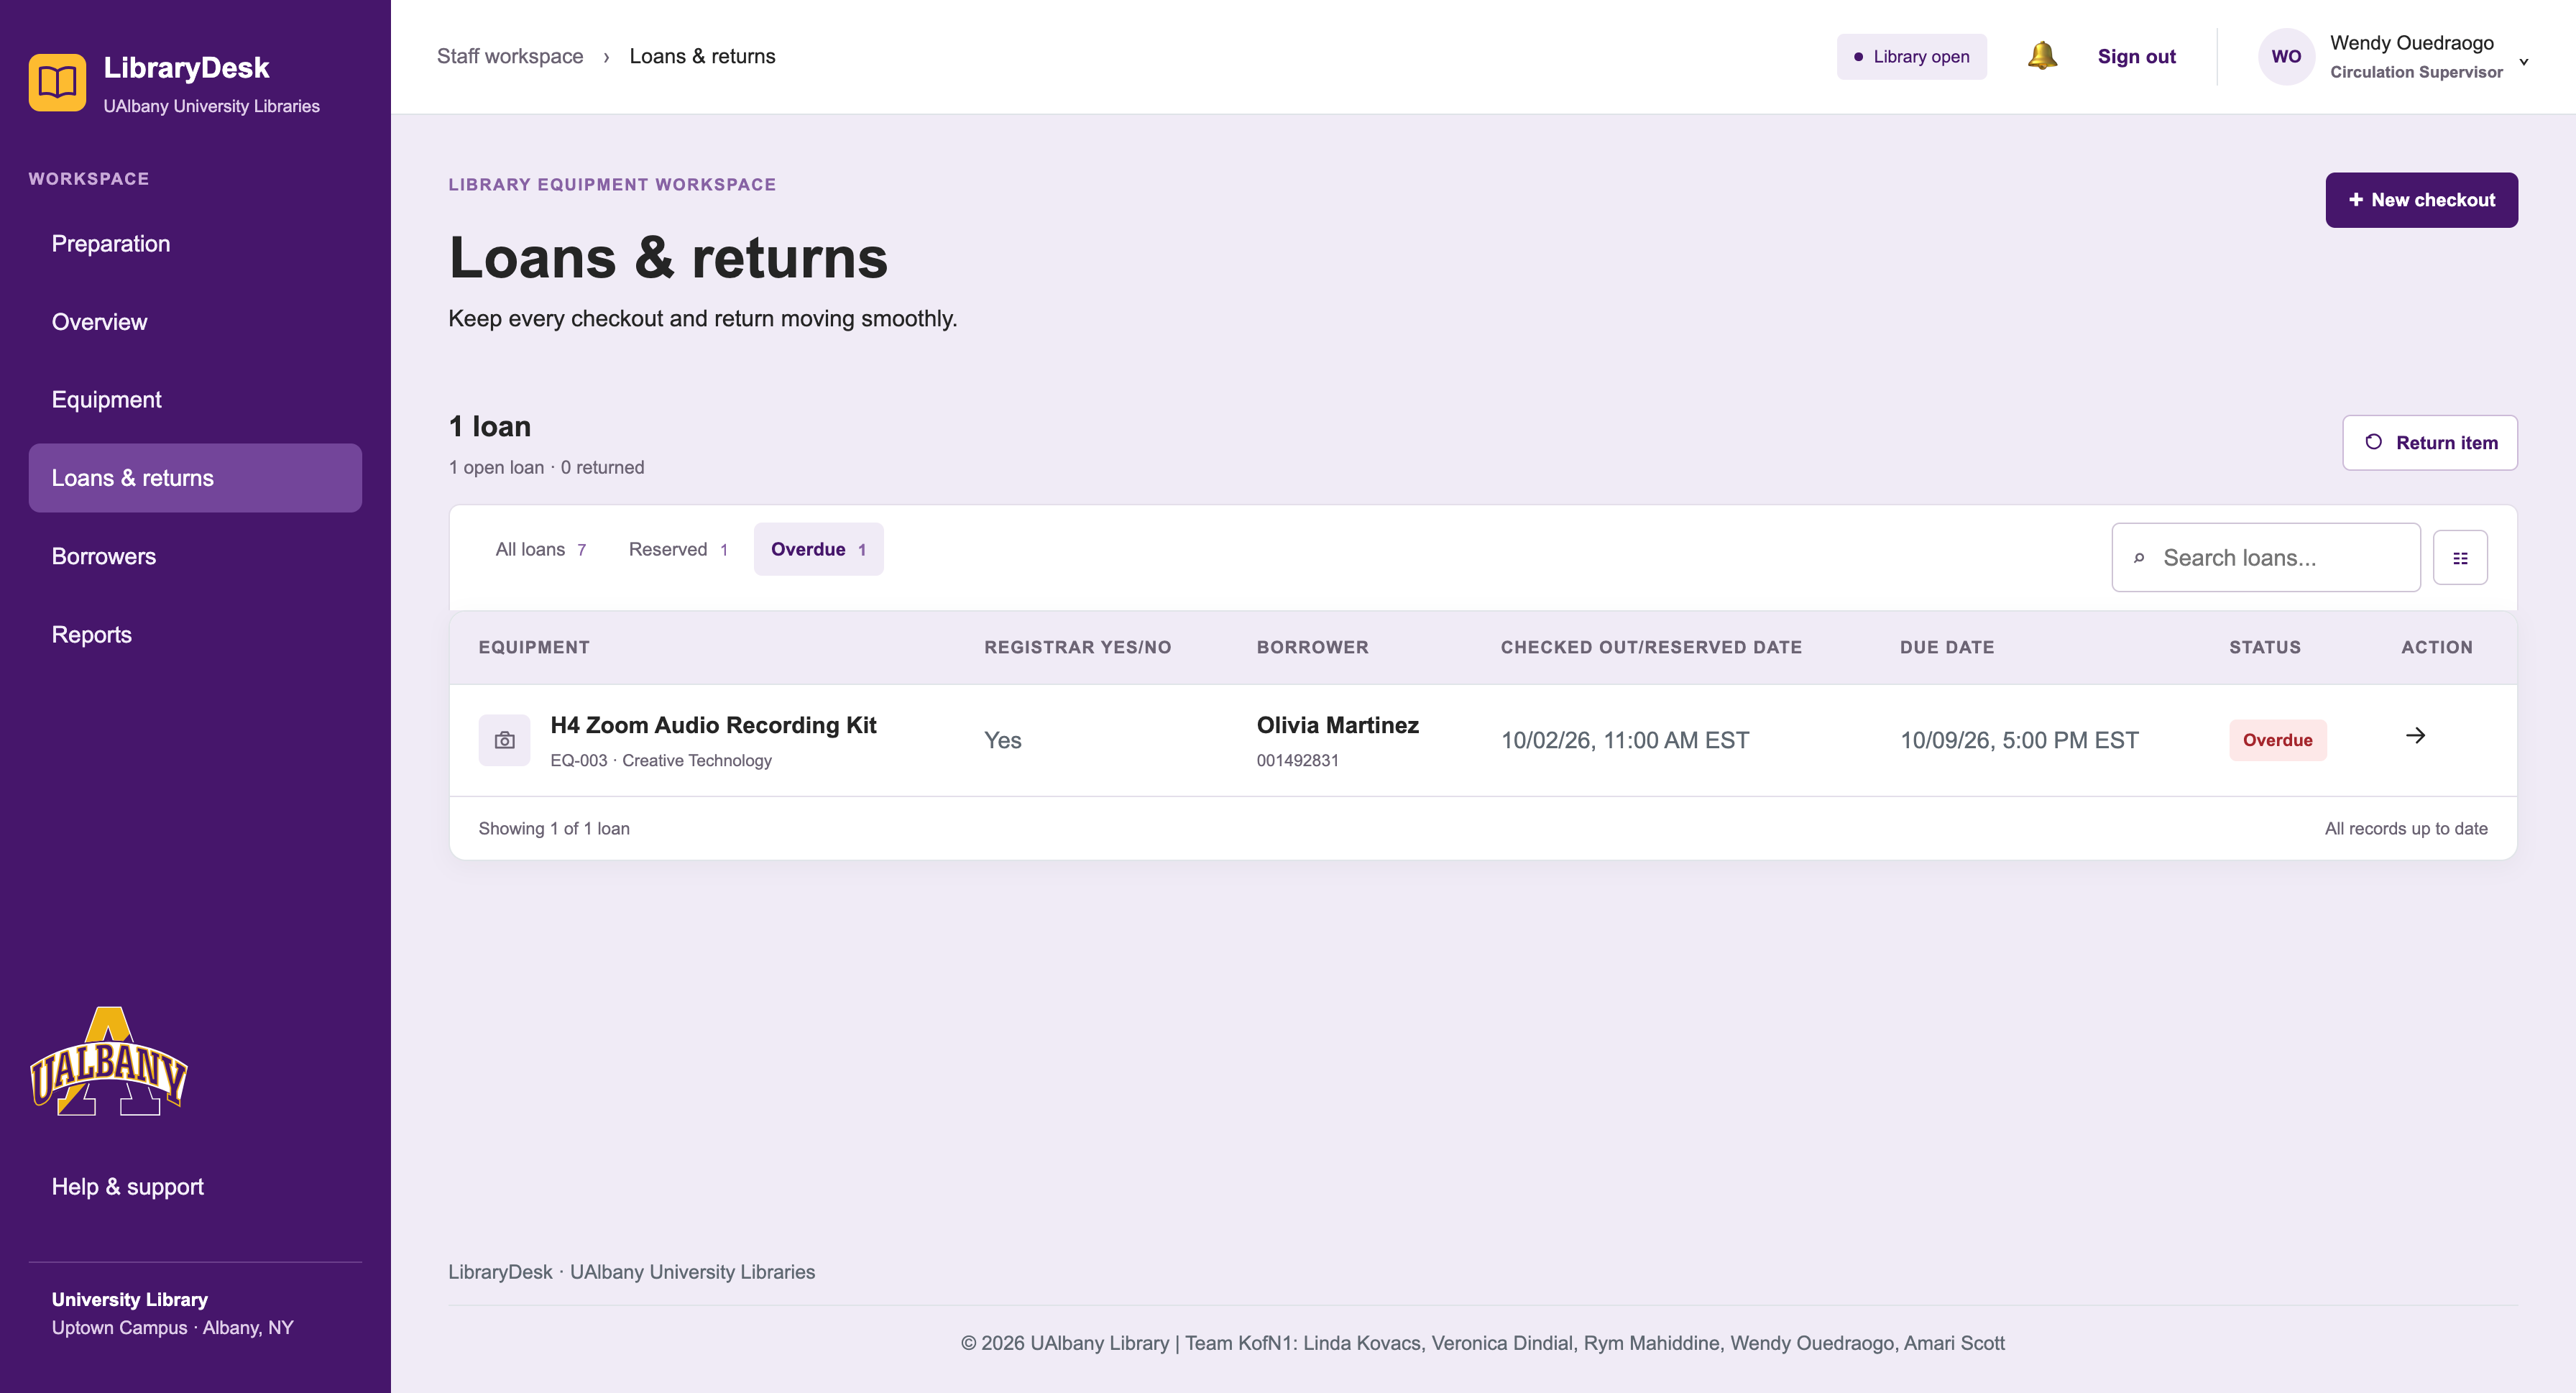 LibraryDesk
UAlbany University Libraries
WORKSPACE
Preparation
Overview
Equipment
Loans & returns
Borrowers
Reports
UALBANY
Help & support
University Library
Uptown Campus · Albany, NY
Staff workspace › Loans & returns
Library open
Sign out
WO
Wendy Ouedraogo
Circulation Supervisor
LIBRARY EQUIPMENT WORKSPACE
+ New checkout
Loans & returns
Keep every checkout and return moving smoothly.
1 loan
1 open loan · 0 returned
Return item
All loans 7 Reserved 1 Overdue 1
Search loans...
EQUIPMENT REGISTRAR YES/NO BORROWER CHECKED OUT/RESERVED DATE DUE DATE STATUS ACTION
H4 Zoom Audio Recording Kit
EQ-003 · Creative Technology
Yes
Olivia Martinez
001492831
10/02/26, 11:00 AM EST
10/09/26, 5:00 PM EST
Overdue
Showing 1 of 1 loan
All records up to date
LibraryDesk · UAlbany University Libraries
© 2026 UAlbany Library | Team KofN1: Linda Kovacs, Veronica Dindial, Rym Mahiddine, Wendy Ouedraogo, Amari Scott